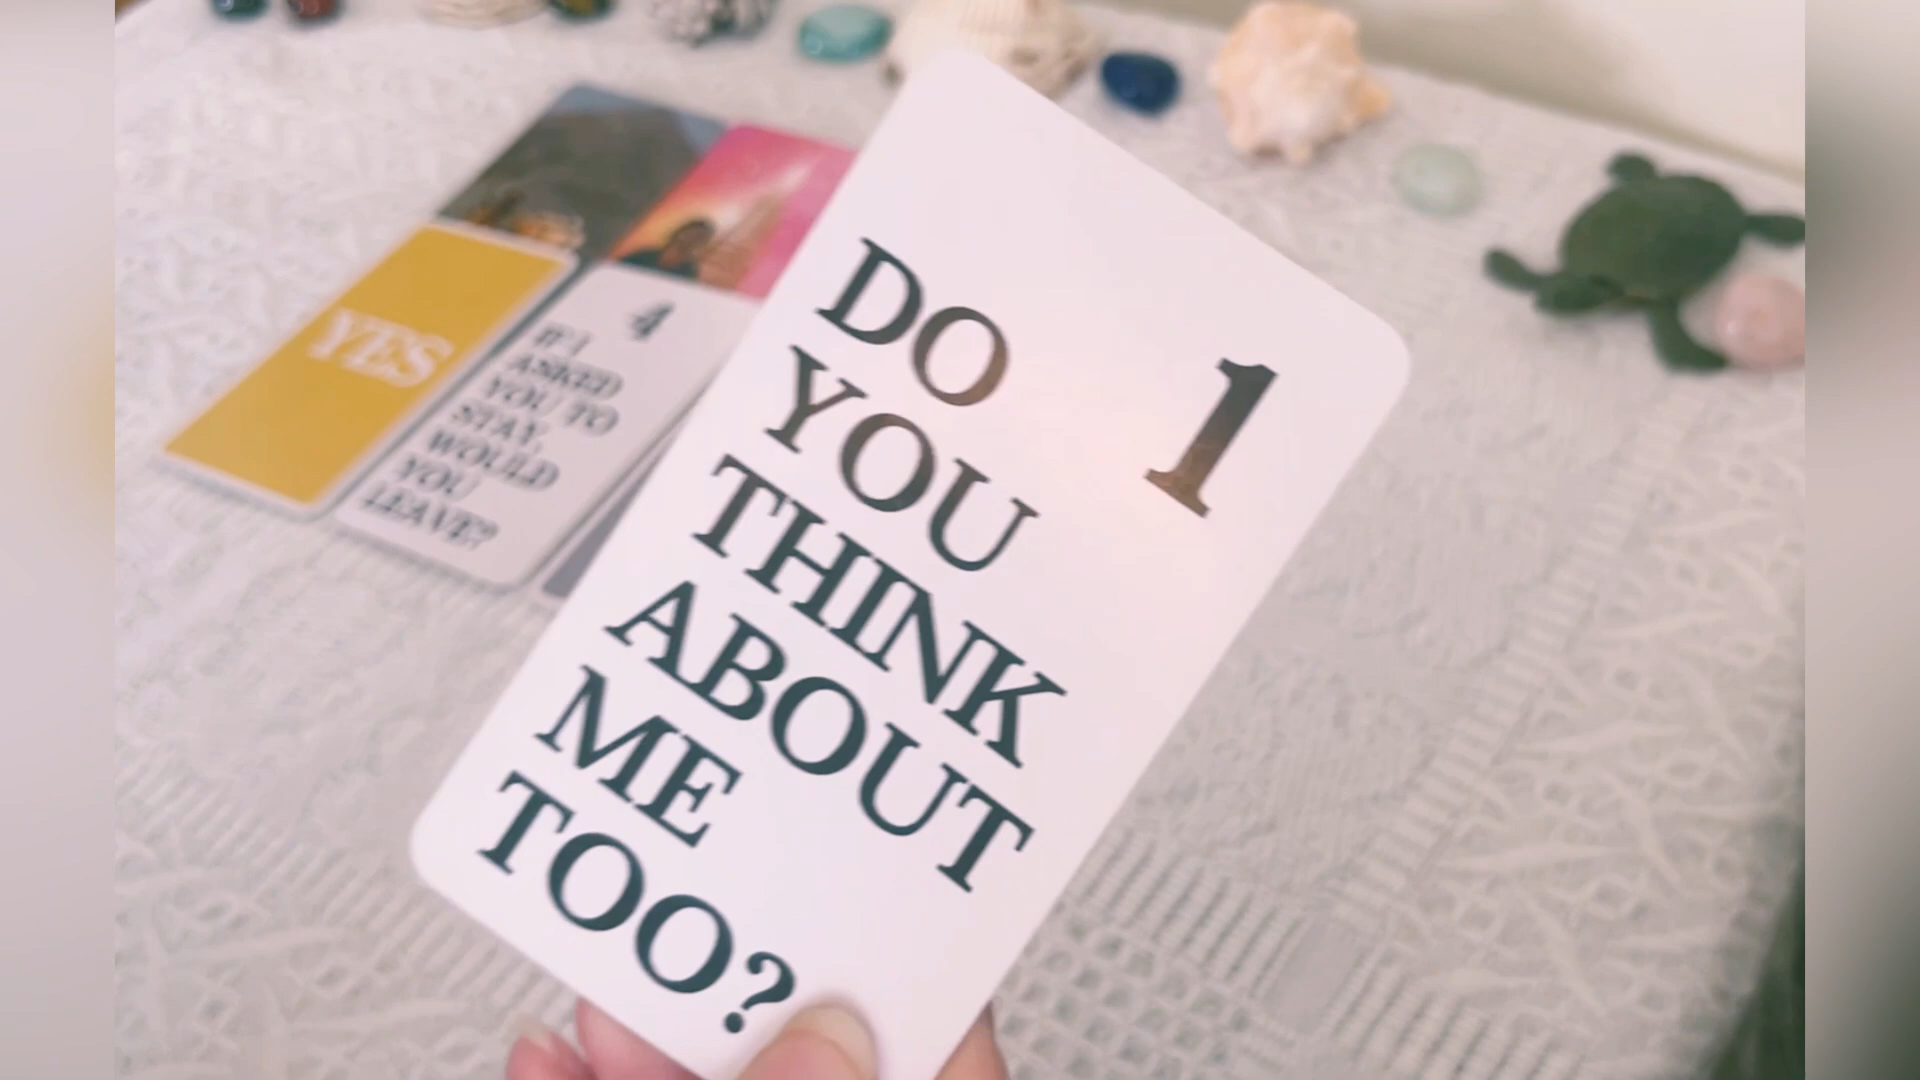 1
DO
YOU
THINK
ABOUT
ME
TOO?
YES
4
IF I
ASKED
YOU TO
STAY,
WOULD
YOU
LEAVE?